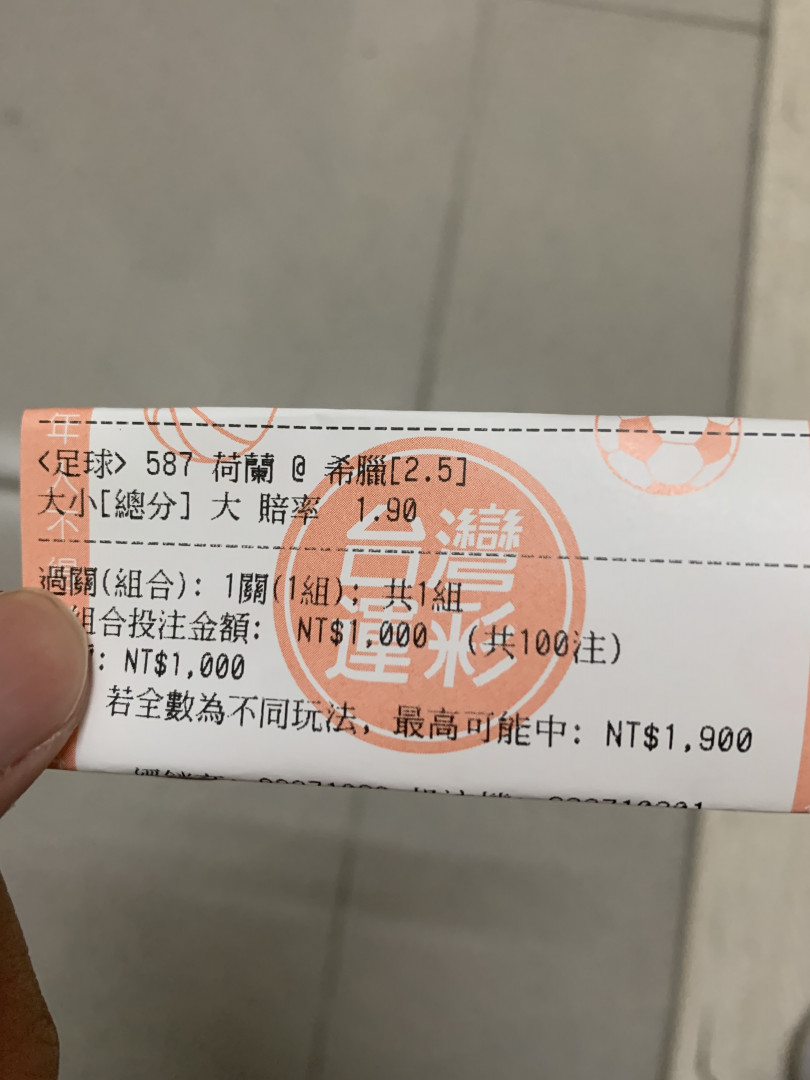 <足球> 587 荷蘭 @ 希臘[2.5]
大小[總分] 大 賠率 1.90
過關(組合): 1關(1組); 共1組
組合投注金額: NT$1,000 (共100注)
: NT$1,000
若全數為不同玩法, 最高可能中: NT$1,900
台灣
運彩
年